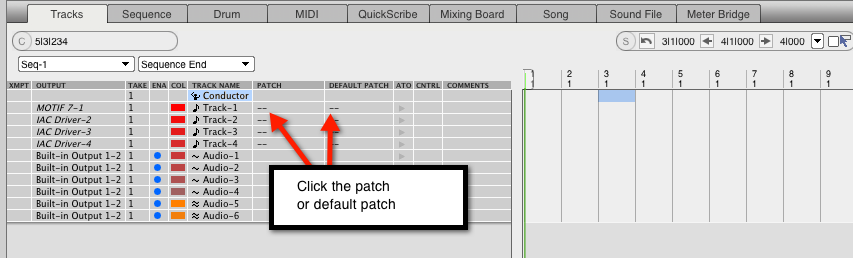 Tracks Sequence Drum MIDI QuickScribe Mixing Board Song Sound File Meter Bridge
C 5|3|234 S 3|1|000 4|1|000 4|000
Seq-1 Sequence End
XMPT OUTPUT TAKE ENA COL TRACK NAME PATCH DEFAULT PATCH ATO CNTRL COMMENTS
1 2 3 4 5 6 7 8 9
1 1 1 1 1 1 1 1 1
1 Conductor
MOTIF 7-1 1 Track-1 -- --
IAC Driver-2 1 Track-2 -- --
IAC Driver-3 1 Track-3 --
IAC Driver-4 1 Track-4 -- --
Built-in Output 1-2 1 Audio-1
Built-in Output 1-2 1 Audio-2
Built-in Output 1-2 1 Audio-3
Built-in Output 1-2 1 Audio-4
Built-in Output 1-2 1 Audio-5
Built-in Output 1-2 1 Audio-6
Click the patch
or default patch